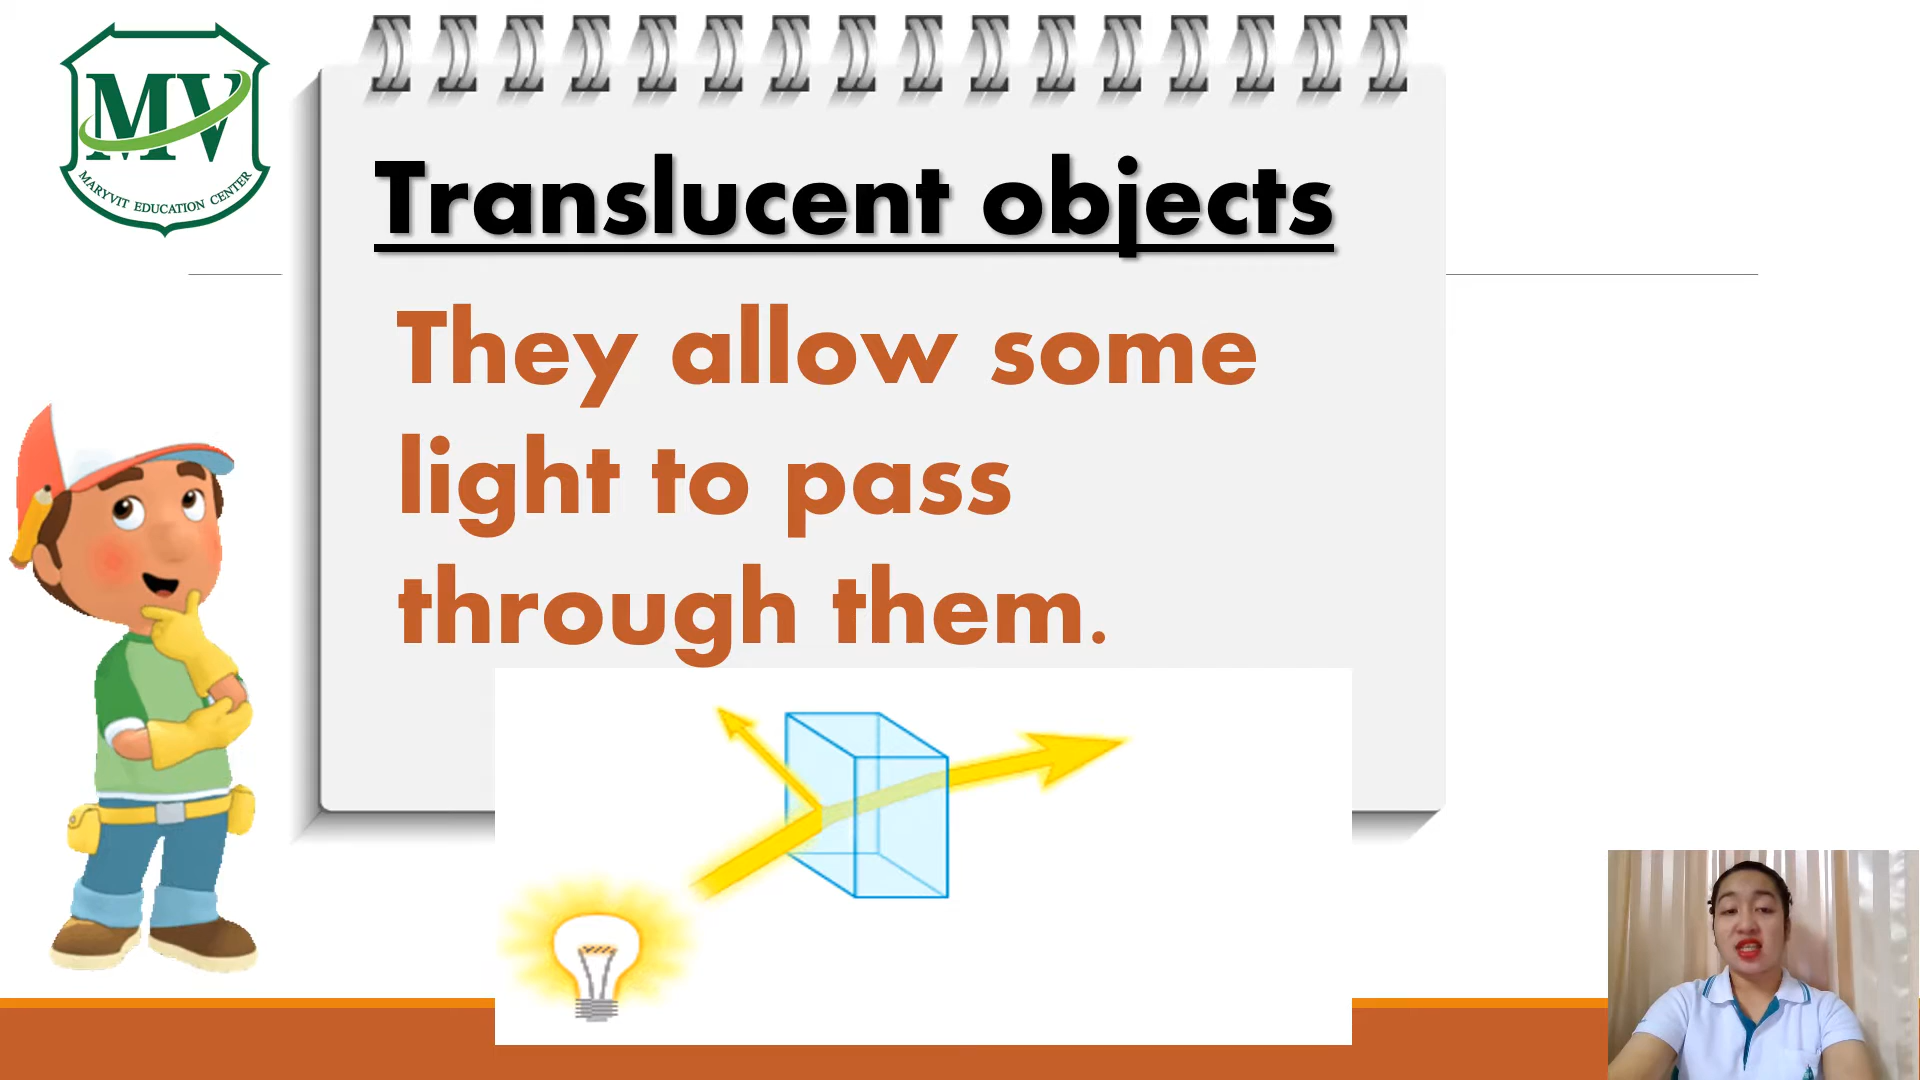 MV
MARYVIT EDUCATION CENTER
Translucent objects
They allow some
light to pass
through them.